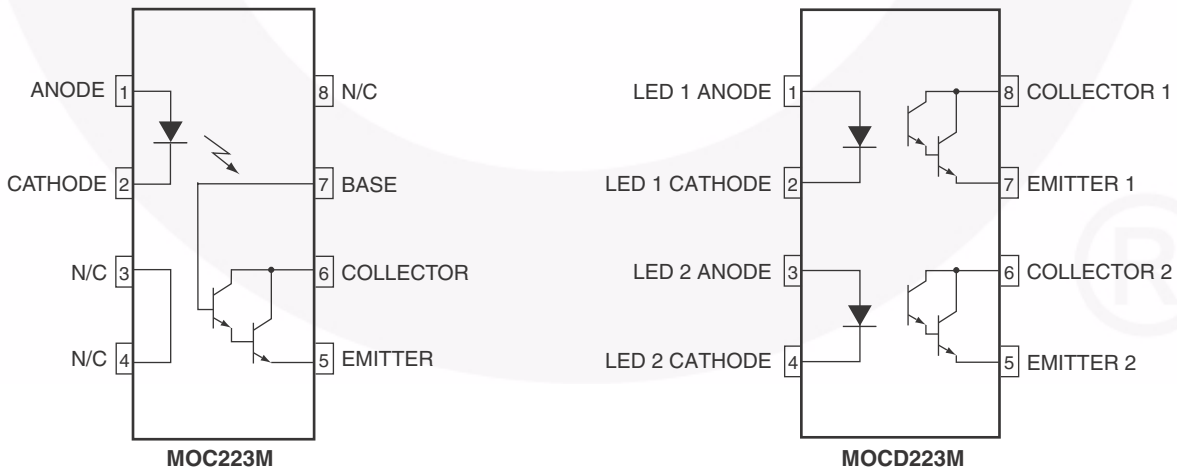 ANODE 1
8 N/C
CATHODE 2
7 BASE
N/C 3
6 COLLECTOR
N/C 4
5 EMITTER
MOC223M
LED 1 ANODE 1
8 COLLECTOR 1
LED 1 CATHODE 2
7 EMITTER 1
LED 2 ANODE 3
6 COLLECTOR 2
LED 2 CATHODE 4
5 EMITTER 2
MOCD223M
®